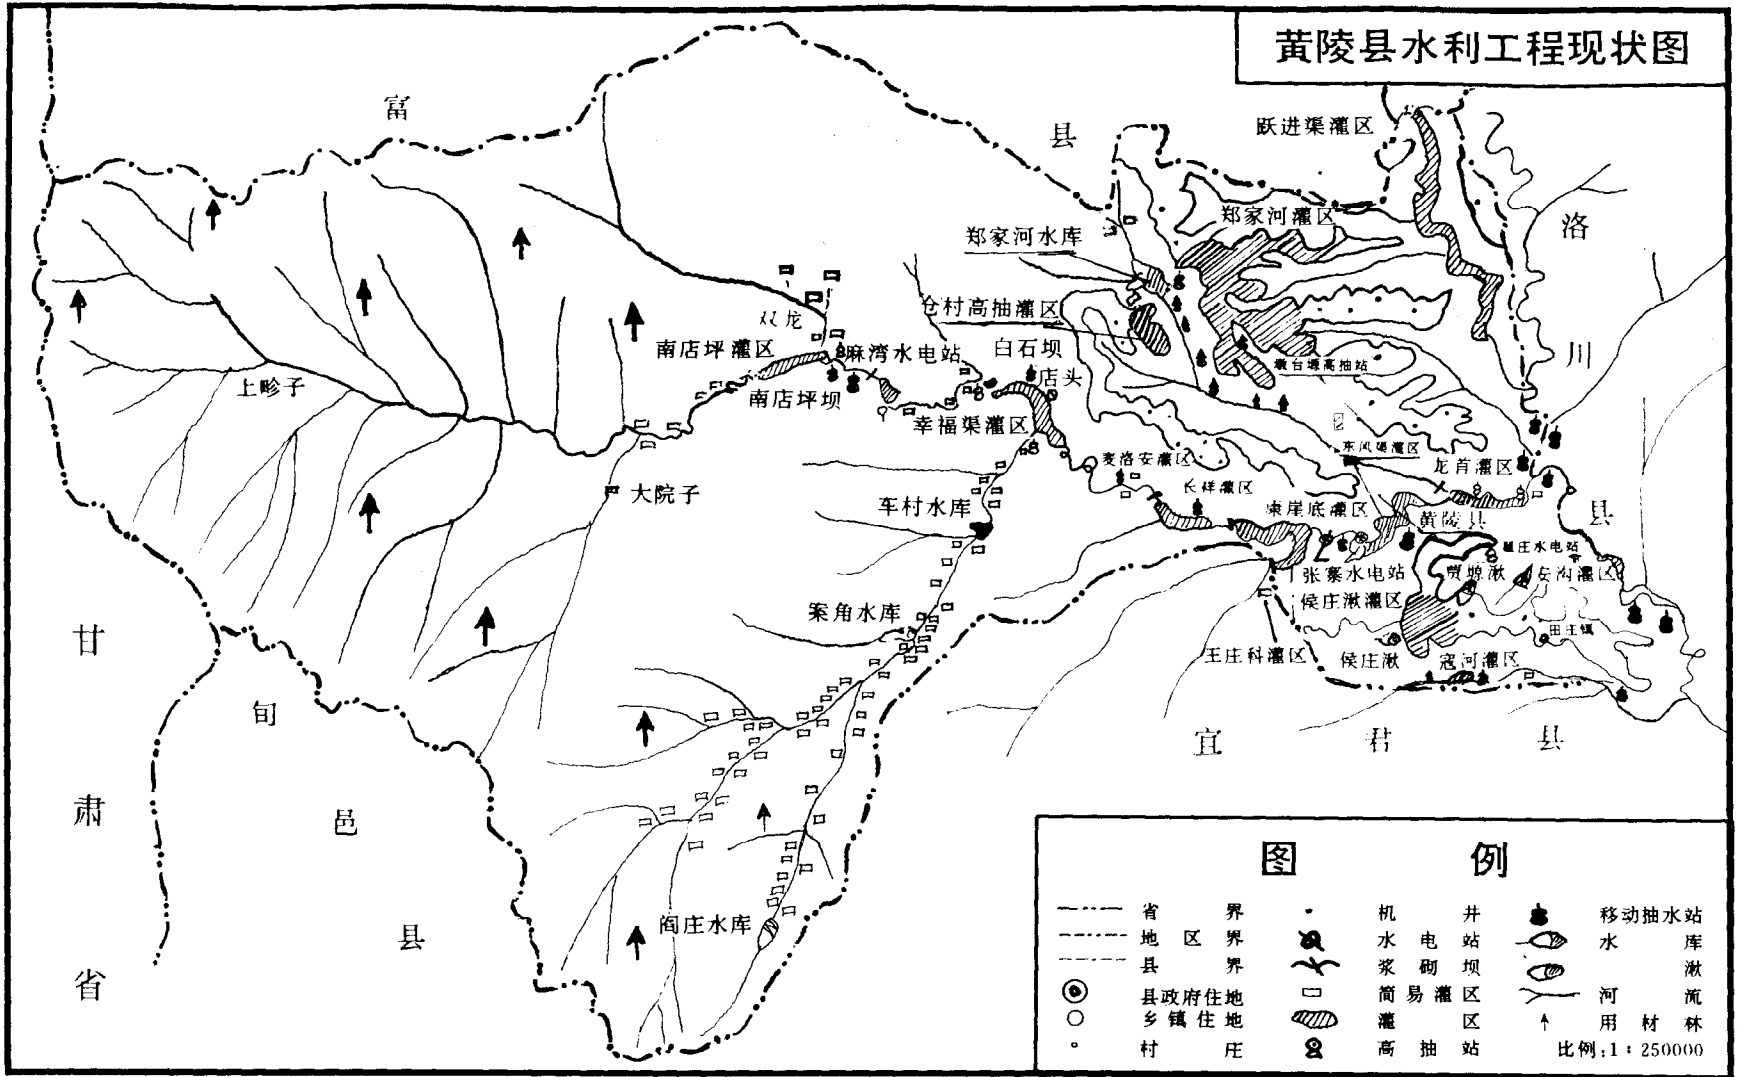 黄陵县水利工程现状图
富
县
跃进渠灌区
洛
川
县
郑家河灌区
郑家河水库
仓村高抽灌区
双龙
南店坪灌区
麻湾水电站
白石坝
店头
墩台塬高抽站
上畛子
南店坪坝
幸福渠灌区
东风渠灌区
龙首灌区
麦洛安灌区
大院子
长样灌区
车村水库
康崖底灌区
黄陵县
张寨水电站
贾塬湫
安沟灌区
侯庄湫灌区
案角水库
田庄镇
王庄科灌区
侯庄湫
寇河灌区
甘
肃
省
旬
邑
县
宜君县
阎庄水库
图例
省界
地区界
县界
县政府住地
乡镇住地
村庄
机井
水电站
浆砌坝
简易灌区
灌区
高抽站
移动抽水站
水库
湫
河流
用材林
比例:1:250000